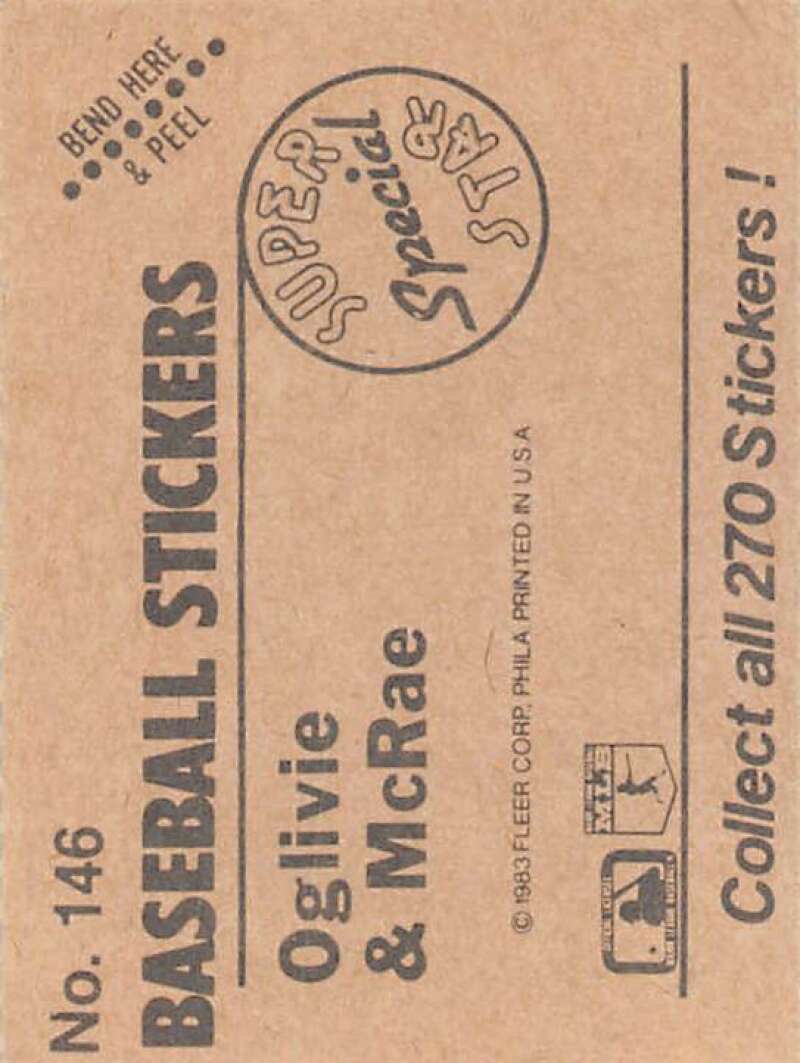 No. 146
BEND HERE
& PEEL
BASEBALL STICKERS
SUPER
Special
STAR
Oglivie
& McRae
© 1983 FLEER CORP. PHILA PRINTED IN U S A
Collect all 270 Stickers !